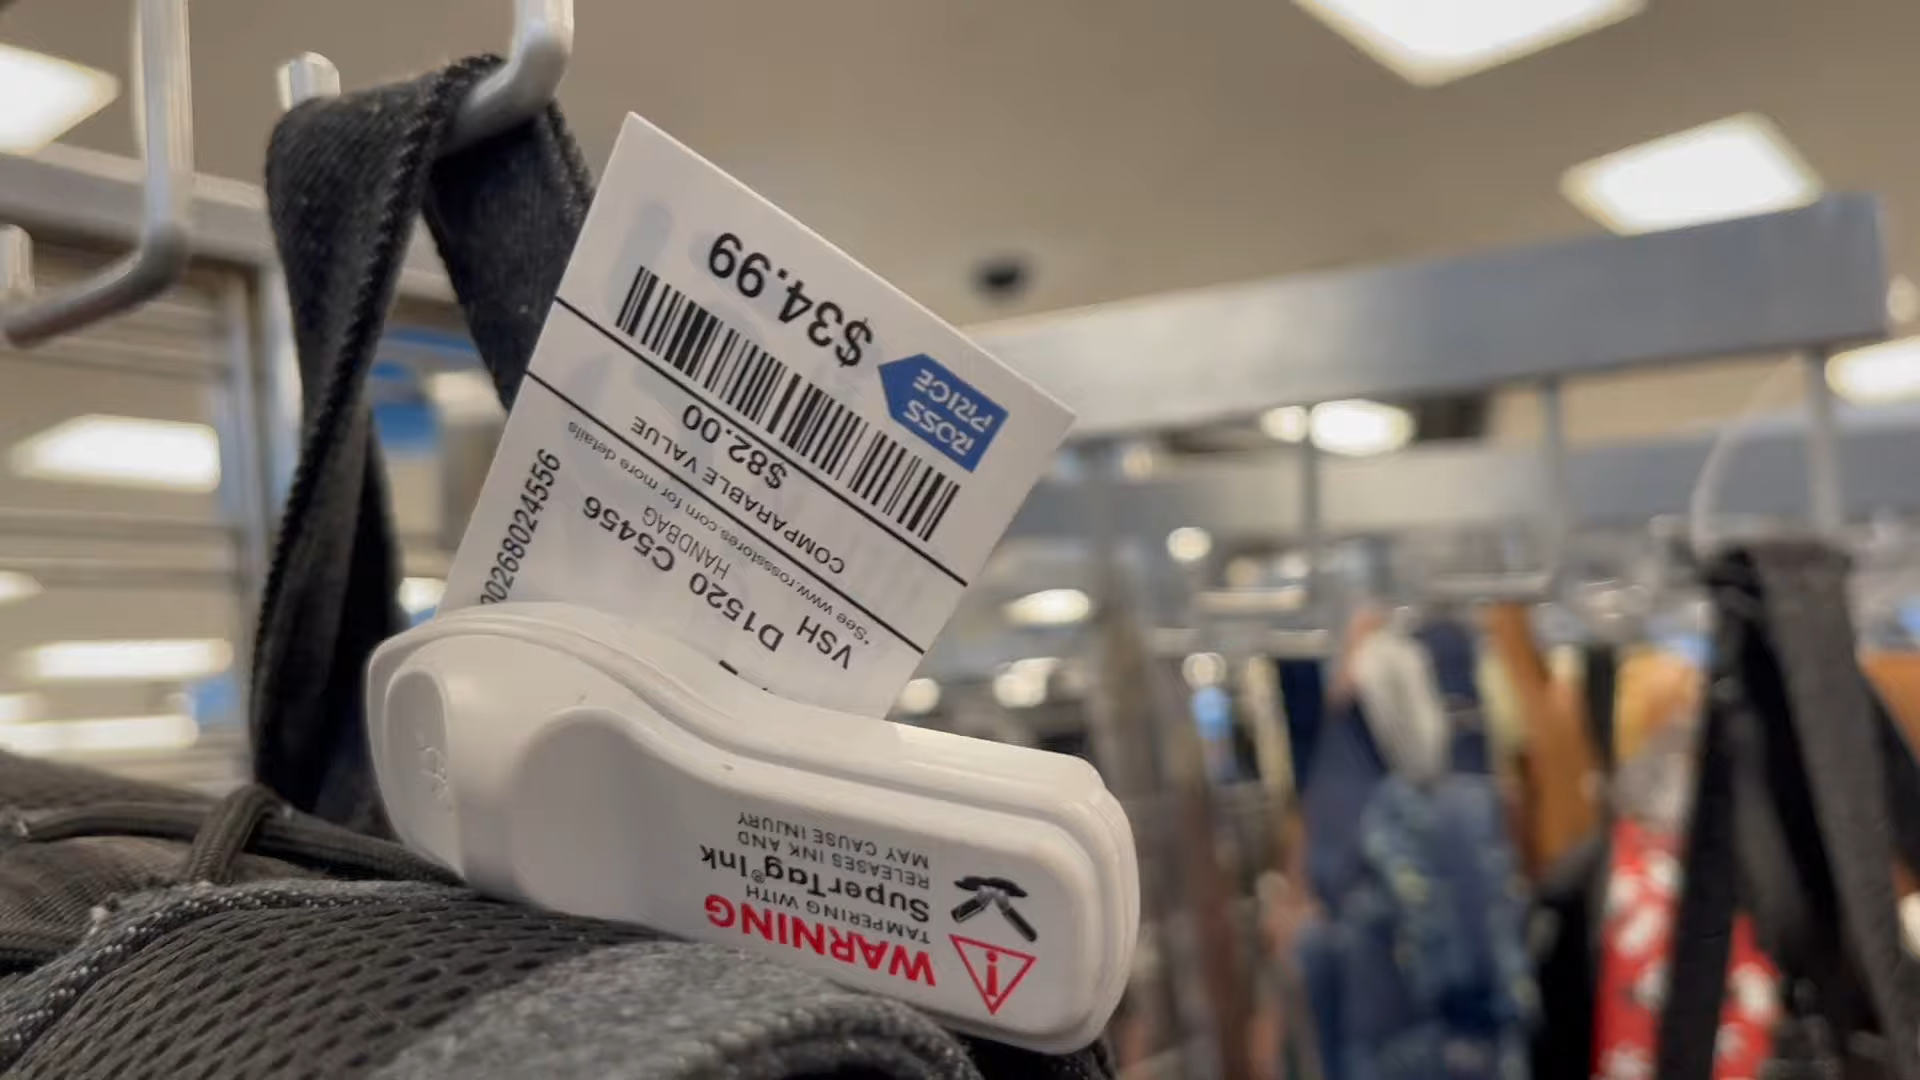 WARNING
TAMPERING WITH
SuperTag® Ink
RELEASES INK AND
MAY CAUSE INJURY
VSH
D1520 C5456
HANDBAG
*See www.rossstores.com for more details
COMPARABLE VALUE
$82.00
ROSS
PRICE
$34.99